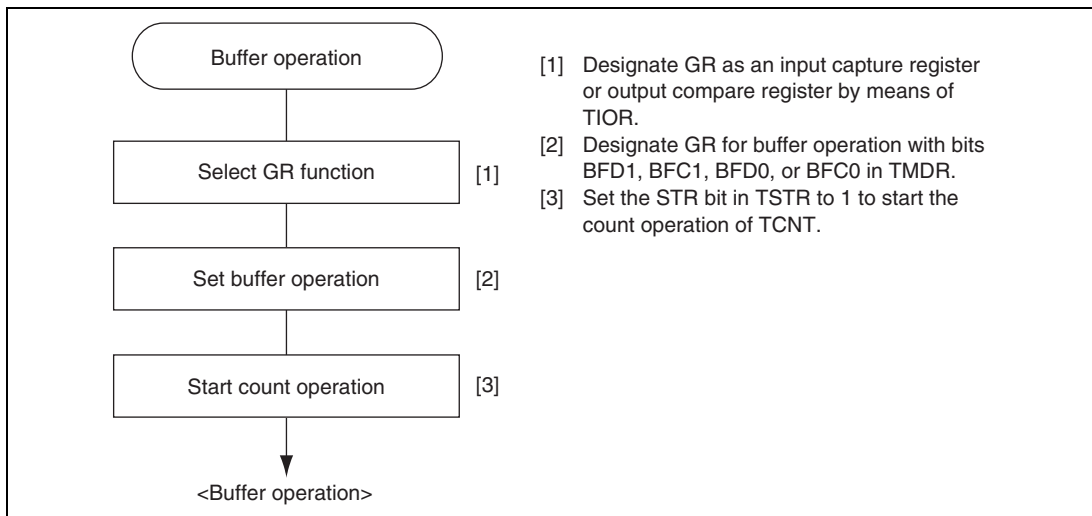 Buffer operation
Select GR function
[1]
Set buffer operation
[2]
Start count operation
[3]
<Buffer operation>
[1] Designate GR as an input capture register
or output compare register by means of
TIOR.
[2] Designate GR for buffer operation with bits
BFD1, BFC1, BFD0, or BFC0 in TMDR.
[3] Set the STR bit in TSTR to 1 to start the
count operation of TCNT.